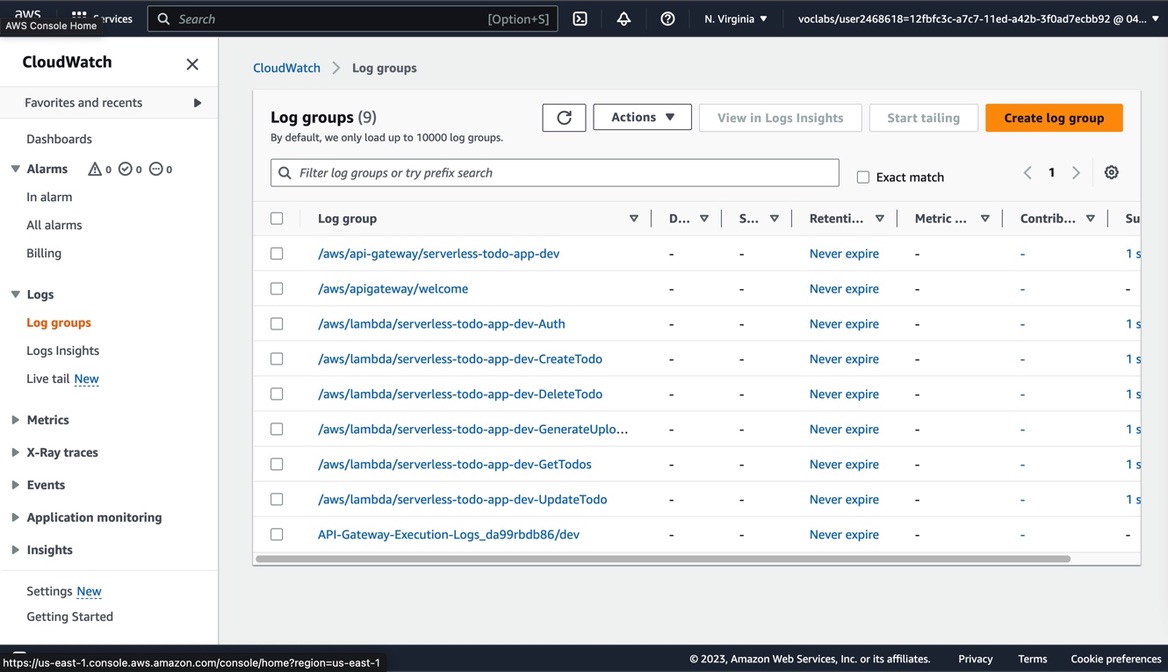 aws
Services
Search
[Option+S]
N. Virginia
voclabs/user2468618=12fbfc3c-a7c7-11ed-a42b-3f0ad7ecbb92 @ 04...
AWS Console Home
CloudWatch
Favorites and recents
Dashboards
Alarms 0 0 0
In alarm
All alarms
Billing
Logs
Log groups
Logs Insights
Live tail New
Metrics
X-Ray traces
Events
Application monitoring
Insights
Settings New
Getting Started
CloudWatch > Log groups
Log groups (9)
By default, we only load up to 10000 log groups.
Actions
View in Logs Insights
Start tailing
Create log group
Filter log groups or try prefix search
Exact match
1
Log group D... S... Retenti... Metric ... Contrib... Su
/aws/api-gateway/serverless-todo-app-dev - - Never expire - - 1 s
/aws/apigateway/welcome - - Never expire - - -
/aws/lambda/serverless-todo-app-dev-Auth - - Never expire - - 1 s
/aws/lambda/serverless-todo-app-dev-CreateTodo - - Never expire - - 1 s
/aws/lambda/serverless-todo-app-dev-DeleteTodo - - Never expire - - 1 s
/aws/lambda/serverless-todo-app-dev-GenerateUplo... - - Never expire - - 1 s
/aws/lambda/serverless-todo-app-dev-GetTodos - - Never expire - - 1 s
/aws/lambda/serverless-todo-app-dev-UpdateTodo - - Never expire - - 1 s
API-Gateway-Execution-Logs_da99rbdb86/dev - - Never expire - - -
https://us-east-1.console.aws.amazon.com/console/home?region=us-east-1
© 2023, Amazon Web Services, Inc. or its affiliates.
Privacy
Terms
Cookie preferences